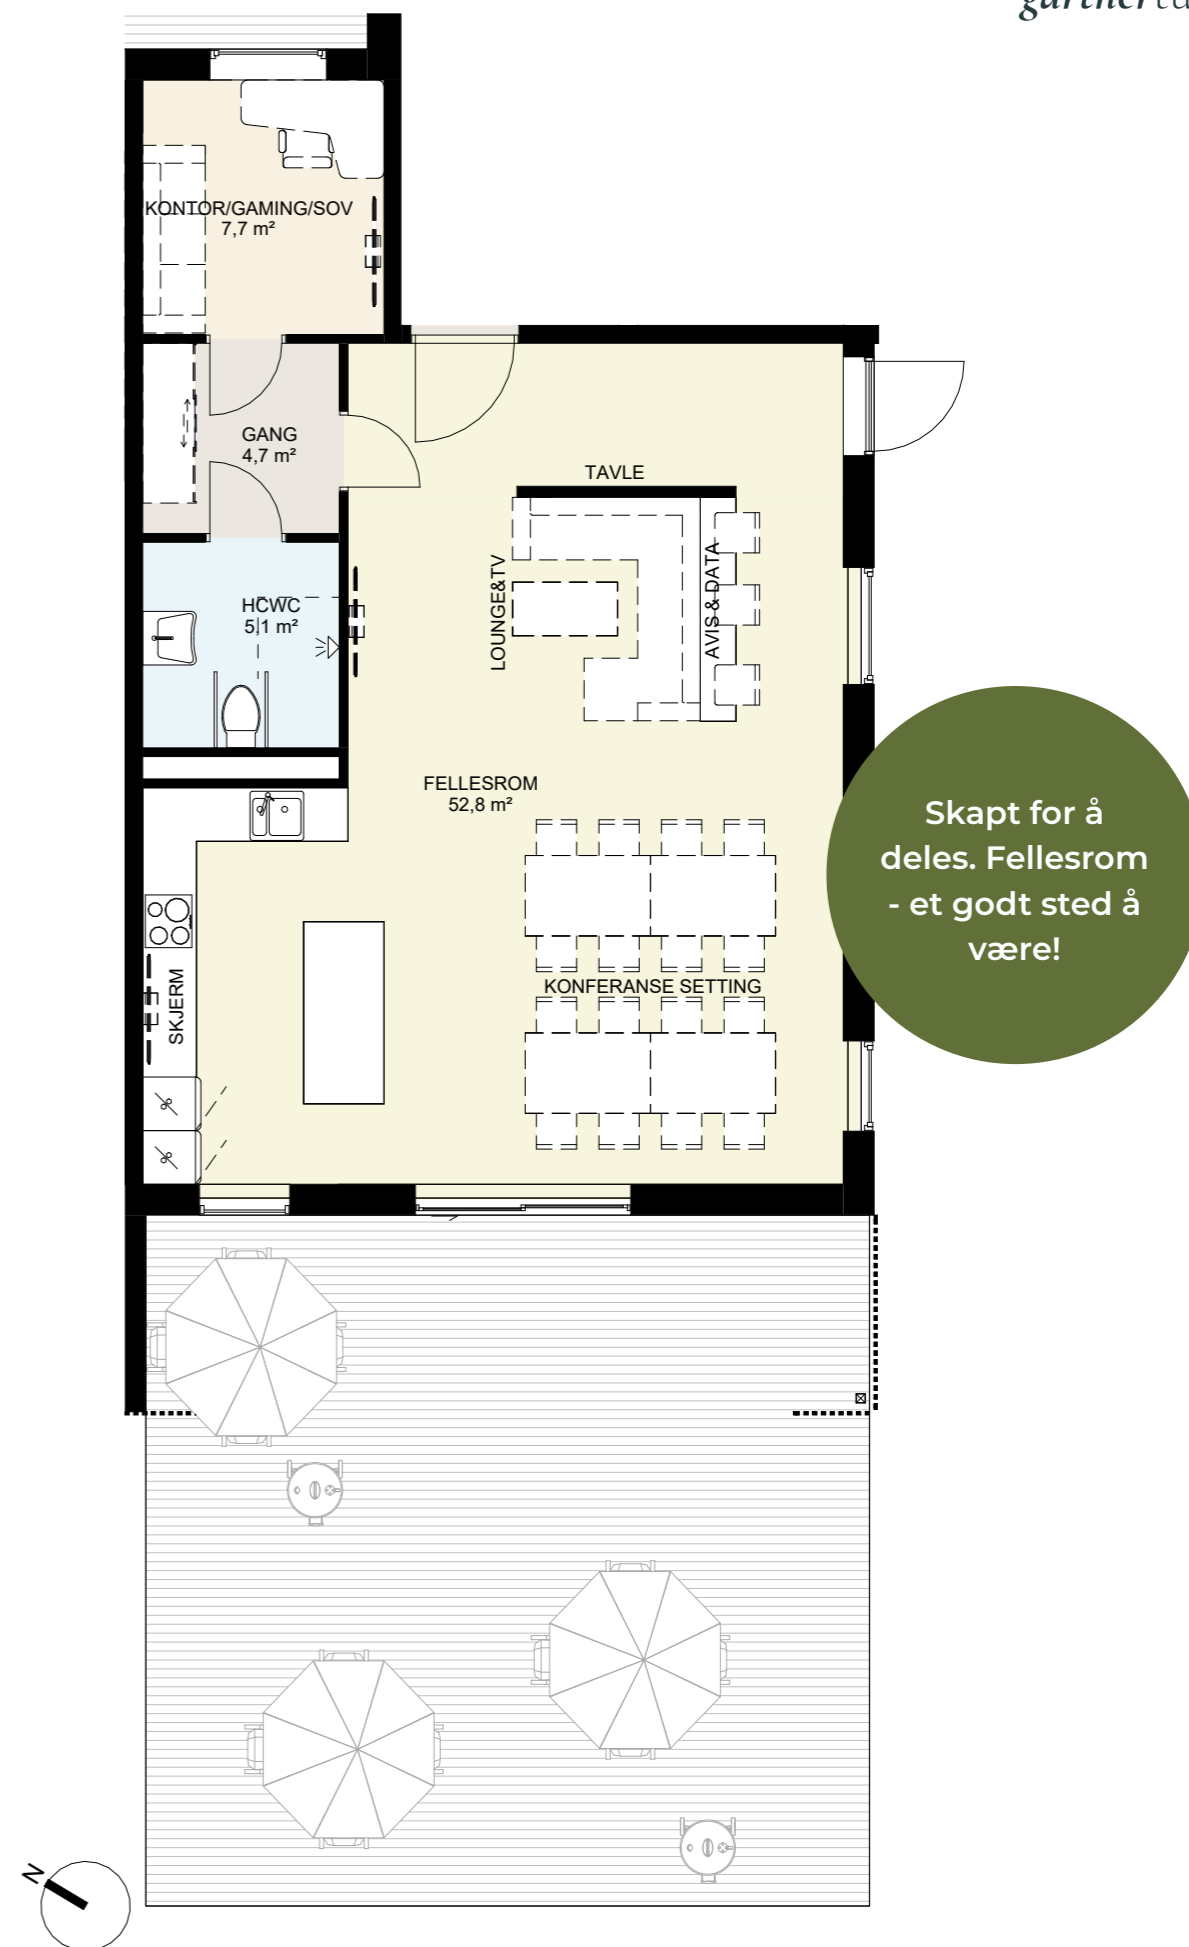 KONTOR/GAMING/SOV
7,7 m²
GANG
4,7 m²
TAVLE
LOUNGE&TV
AVIS & DATA
HCWC
5,1 m²
FELLESROM
52,8 m²
Skapt for å
deles. Fellesrom
- et godt sted å
være!
KONFERANSE SETTING
SKJERM
N